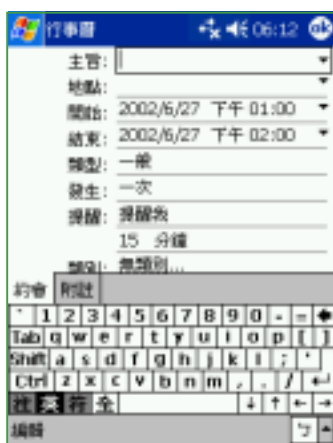 行事曆 06:12 ok
主旨:
地點:
開始: 2002/6/27 下午 01:00
結束: 2002/6/27 下午 02:00
類型: 一般
發生: 一次
提醒: 提醒我
15 分鐘
類別: 無類別...
約會 附註
` 1 2 3 4 5 6 7 8 9 0 - =
Tab q w e r t y u i o p [ ]
Shift a s d f g h j k l ; '
Ctrl z x c v b n m , . /
注 英 符 全
編輯 ㄅ